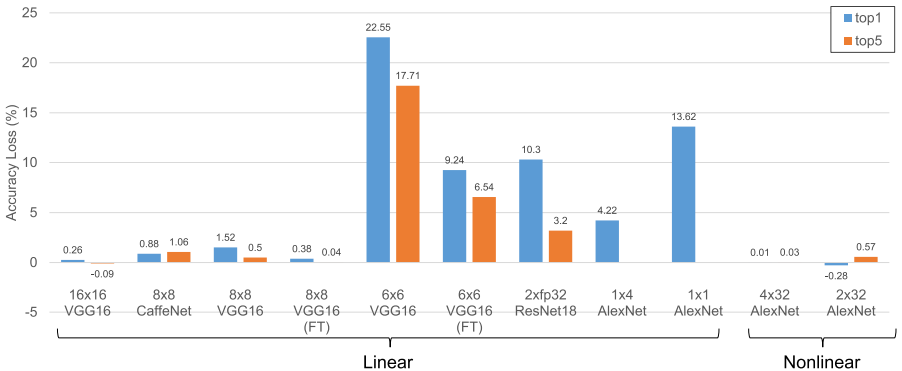 25
20
15
10
5
0
-5
Accuracy Loss (%)
top1
top5
0.26
-0.09
0.88
1.06
1.52
0.5
0.38
0.04
22.55
17.71
9.24
6.54
10.3
3.2
4.22
13.62
0.01
0.03
-0.28
0.57
16x16
VGG16
8x8
CaffeNet
8x8
VGG16
8x8
VGG16
(FT)
6x6
VGG16
6x6
VGG16
(FT)
2xfp32
ResNet18
1x4
AlexNet
1x1
AlexNet
4x32
AlexNet
2x32
AlexNet
Linear
Nonlinear